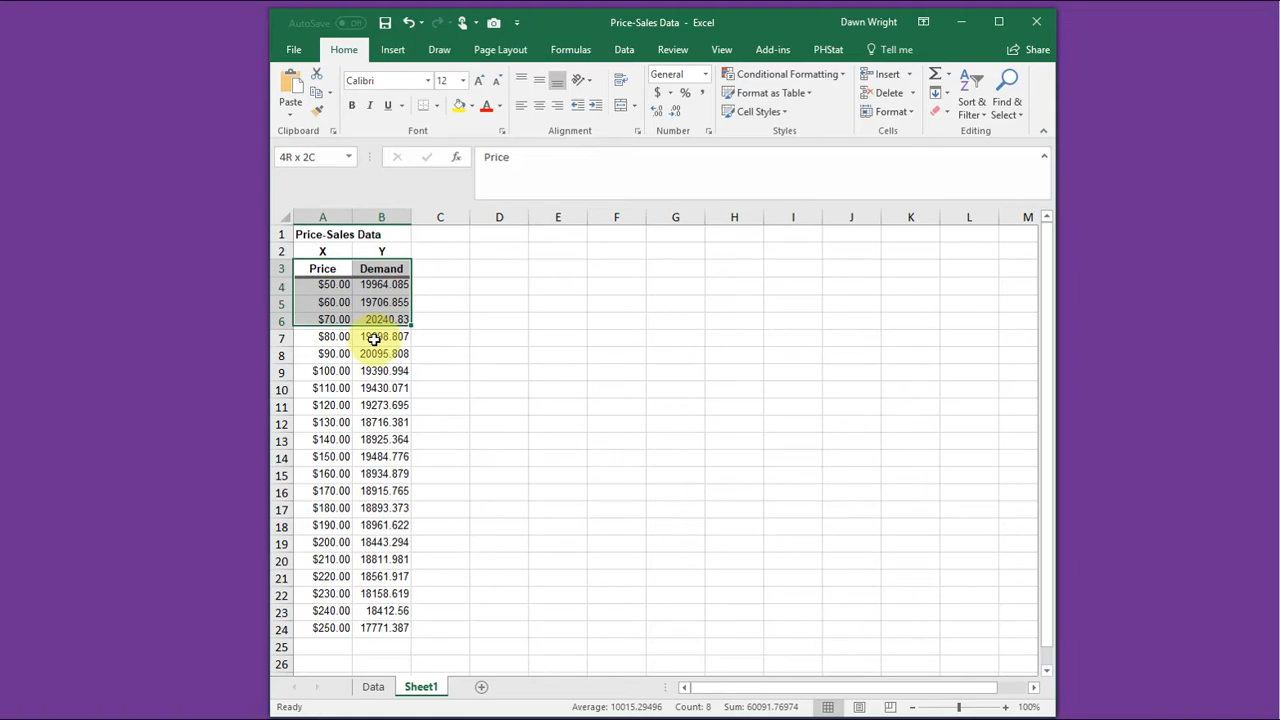 AutoSave Off Price-Sales Data - Excel Dawn Wright
File Home Insert Draw Page Layout Formulas Data Review View Add-ins PHStat Tell me Share
Paste
Clipboard
Calibri 12
B I U A
Font
Alignment
General
$ % ,
Number
Conditional Formatting
Format as Table
Cell Styles
Styles
Insert
Delete
Format
Cells
Sort & Filter
Find & Select
Editing
4R x 2C fx Price
A B C D E F G H I J K L M
1 Price-Sales Data
2 X Y
3 Price Demand
4 $50.00 19964.085
5 $60.00 19706.855
6 $70.00 20240.83
7 $80.00 .807
8 $90.00 20095.808
9 $100.00 19390.994
10 $110.00 19430.071
11 $120.00 19273.695
12 $130.00 18716.381
13 $140.00 18925.364
14 $150.00 19484.776
15 $160.00 18934.879
16 $170.00 18915.765
17 $180.00 18893.373
18 $190.00 18961.622
19 $200.00 18443.294
20 $210.00 18811.981
21 $220.00 18561.917
22 $230.00 18158.619
23 $240.00 18412.56
24 $250.00 17771.387
25
26
Data Sheet1
Ready Average: 10015.29496 Count: 8 Sum: 60091.76974 100%